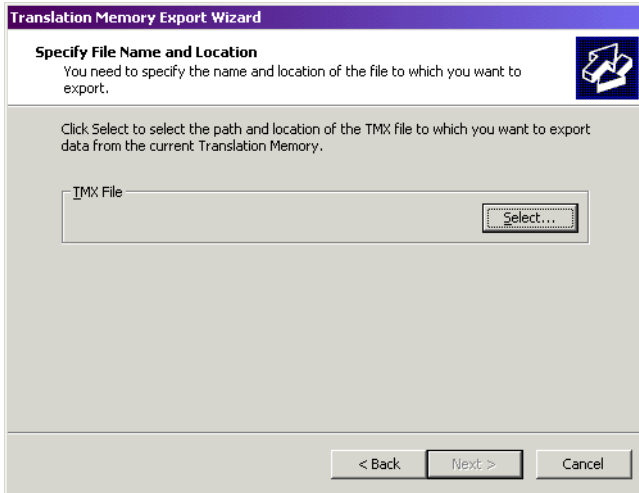 Translation Memory Export Wizard
Specify File Name and Location
You need to specify the name and location of the file to which you want to
export.
Click Select to select the path and location of the TMX file to which you want to export
data from the current Translation Memory.
TMX File
Select...
< Back Next > Cancel